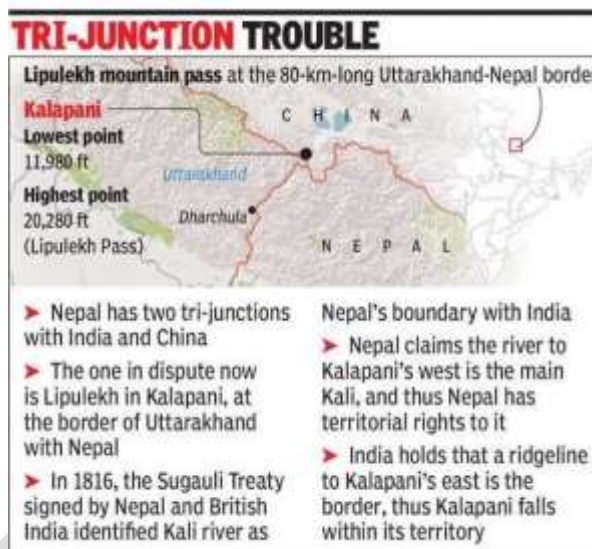 TRI-JUNCTION TROUBLE
Lipulekh mountain pass at the 80-km-long Uttarakhand-Nepal borde
Kalapani
Lowest point
11,980 ft
Highest point
20,280 ft
(Lipulekh Pass)
CHINA
Uttarakhand
Dharchula
NEPAL
➤ Nepal has two tri-junctions
with India and China
➤ The one in dispute now
is Lipulekh in Kalapani, at
the border of Uttarakhand
with Nepal
➤ In 1816, the Sugauli Treaty
signed by Nepal and British
India identified Kali river as
Nepal's boundary with India
➤ Nepal claims the river to
Kalapani's west is the main
Kali, and thus Nepal has
territorial rights to it
➤ India holds that a ridgeline
to Kalapani's east is the
border, thus Kalapani falls
within its territory